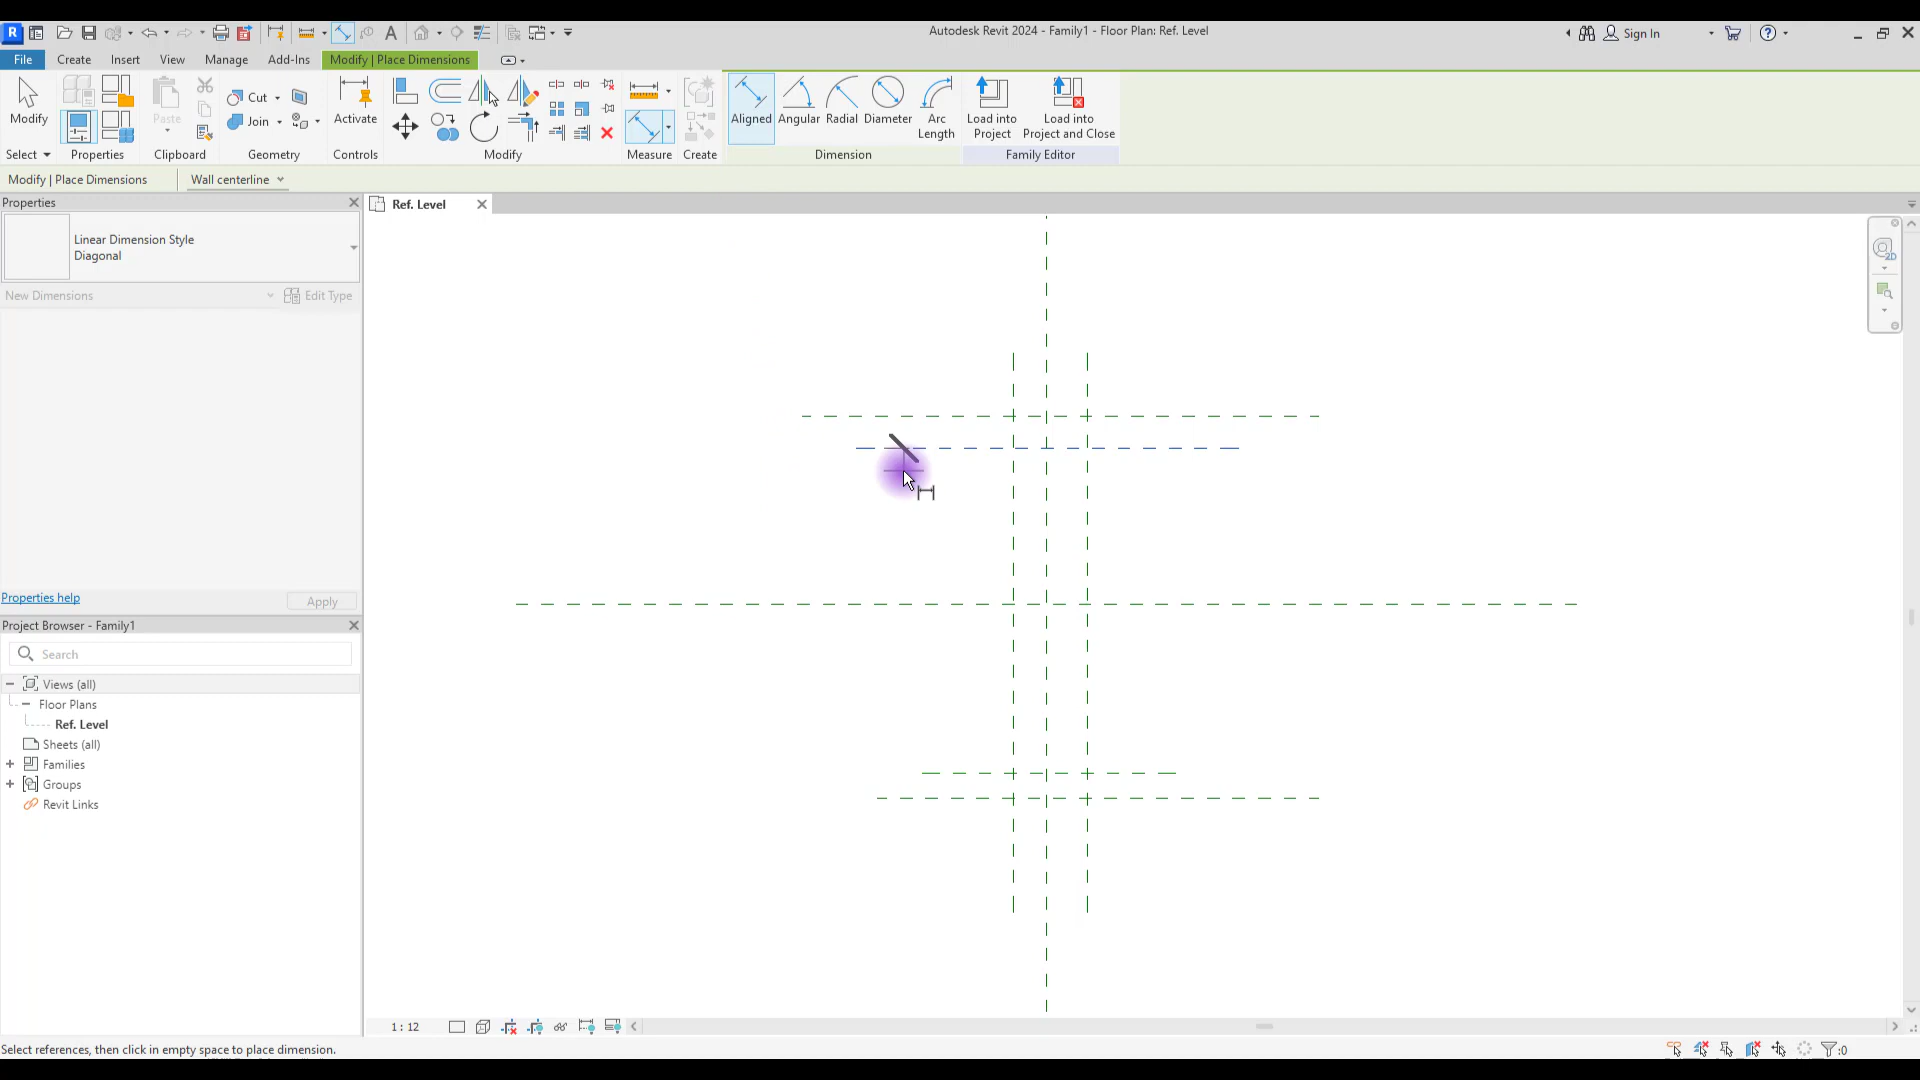 R
Autodesk Revit 2024 - Family1 - Floor Plan: Ref. Level
Sign In
File Create Insert View Manage Add-Ins Modify | Place Dimensions
Modify
Paste
Cut
Join
Activate
Aligned Angular Radial Diameter Arc Length
Load into Project
Load into Project and Close
Select Properties Clipboard Geometry Controls Modify Measure Create Dimension Family Editor
Modify | Place Dimensions Wall centerline
Properties
Ref. Level
Linear Dimension Style
Diagonal
New Dimensions Edit Type
2D
Properties help Apply
Project Browser - Family1
Search
Views (all)
Floor Plans
Ref. Level
Sheets (all)
Families
Groups
Revit Links
1 : 12
Select references, then click in empty space to place dimension.
:0